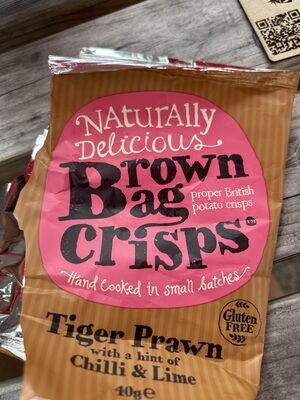 Naturally
Delicious
Brown
Bag
proper British
potato crisps
Crisps
Hand cooked in small batches
Gluten
FREE
Tiger Prawn
with a hint of
Chilli & Lime
40g℮